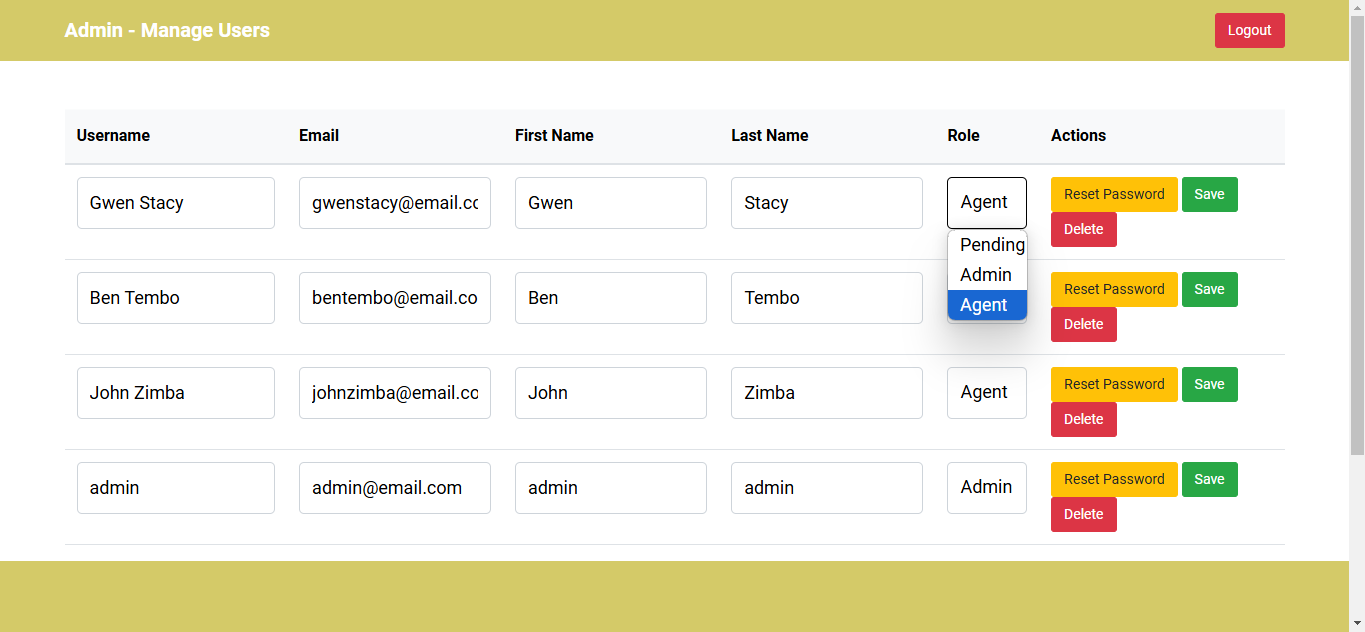 Admin - Manage Users Logout
Username Email First Name Last Name Role Actions
Gwen Stacy gwenstacy@email.cc Gwen Stacy Agent Reset Password Save
Delete
Pending
Admin
Agent
Ben Tembo bentembo@email.co Ben Tembo Reset Password Save
Delete
John Zimba johnzimba@email.co John Zimba Agent Reset Password Save
Delete
admin admin@email.com admin admin Admin Reset Password Save
Delete